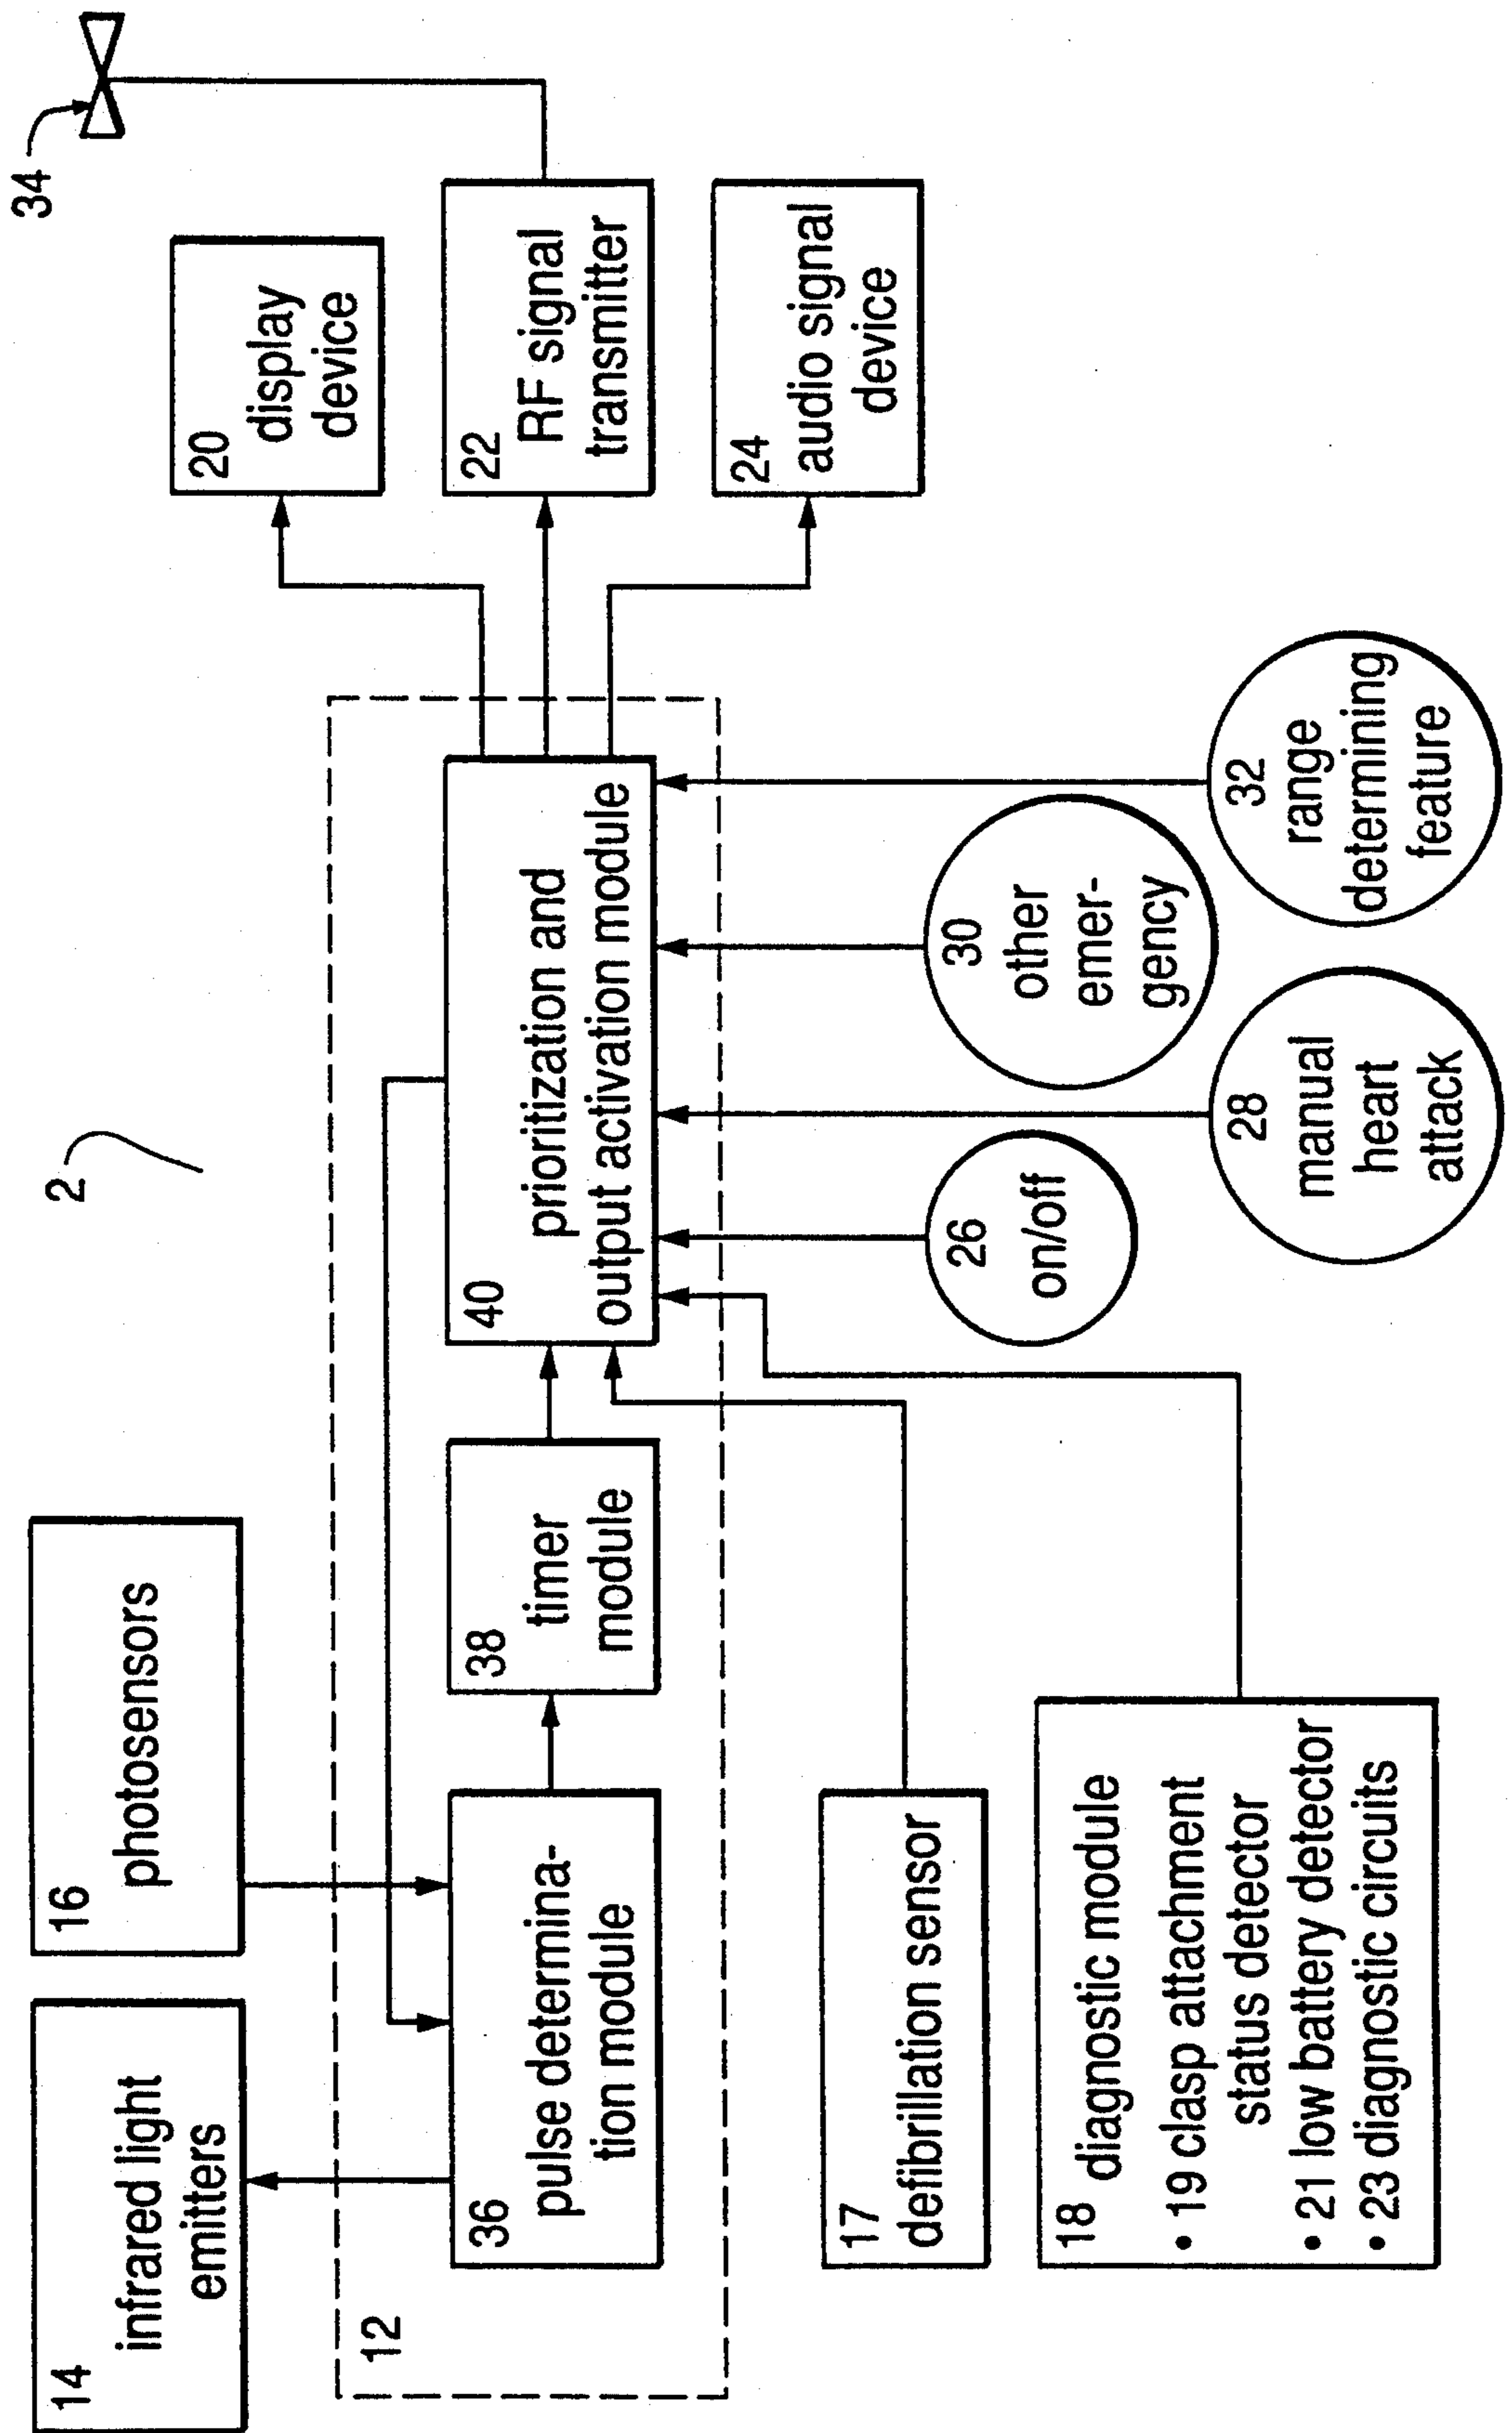 14
infrared light
emitters
16
photosensors
2
34
12
36
pulse determina-
tion module
38
timer
module
40
prioritization and
output activation module
20
display
device
22
RF signal
transmitter
24
audio signal
device
17
defibrillation sensor
18
diagnostic module
• 19 clasp attachment
status detector
• 21 low battery detector
• 23 diagnostic circuits
26
on/off
28
manual
heart
attack
30
other
emer-
gency
32
range
determining
feature